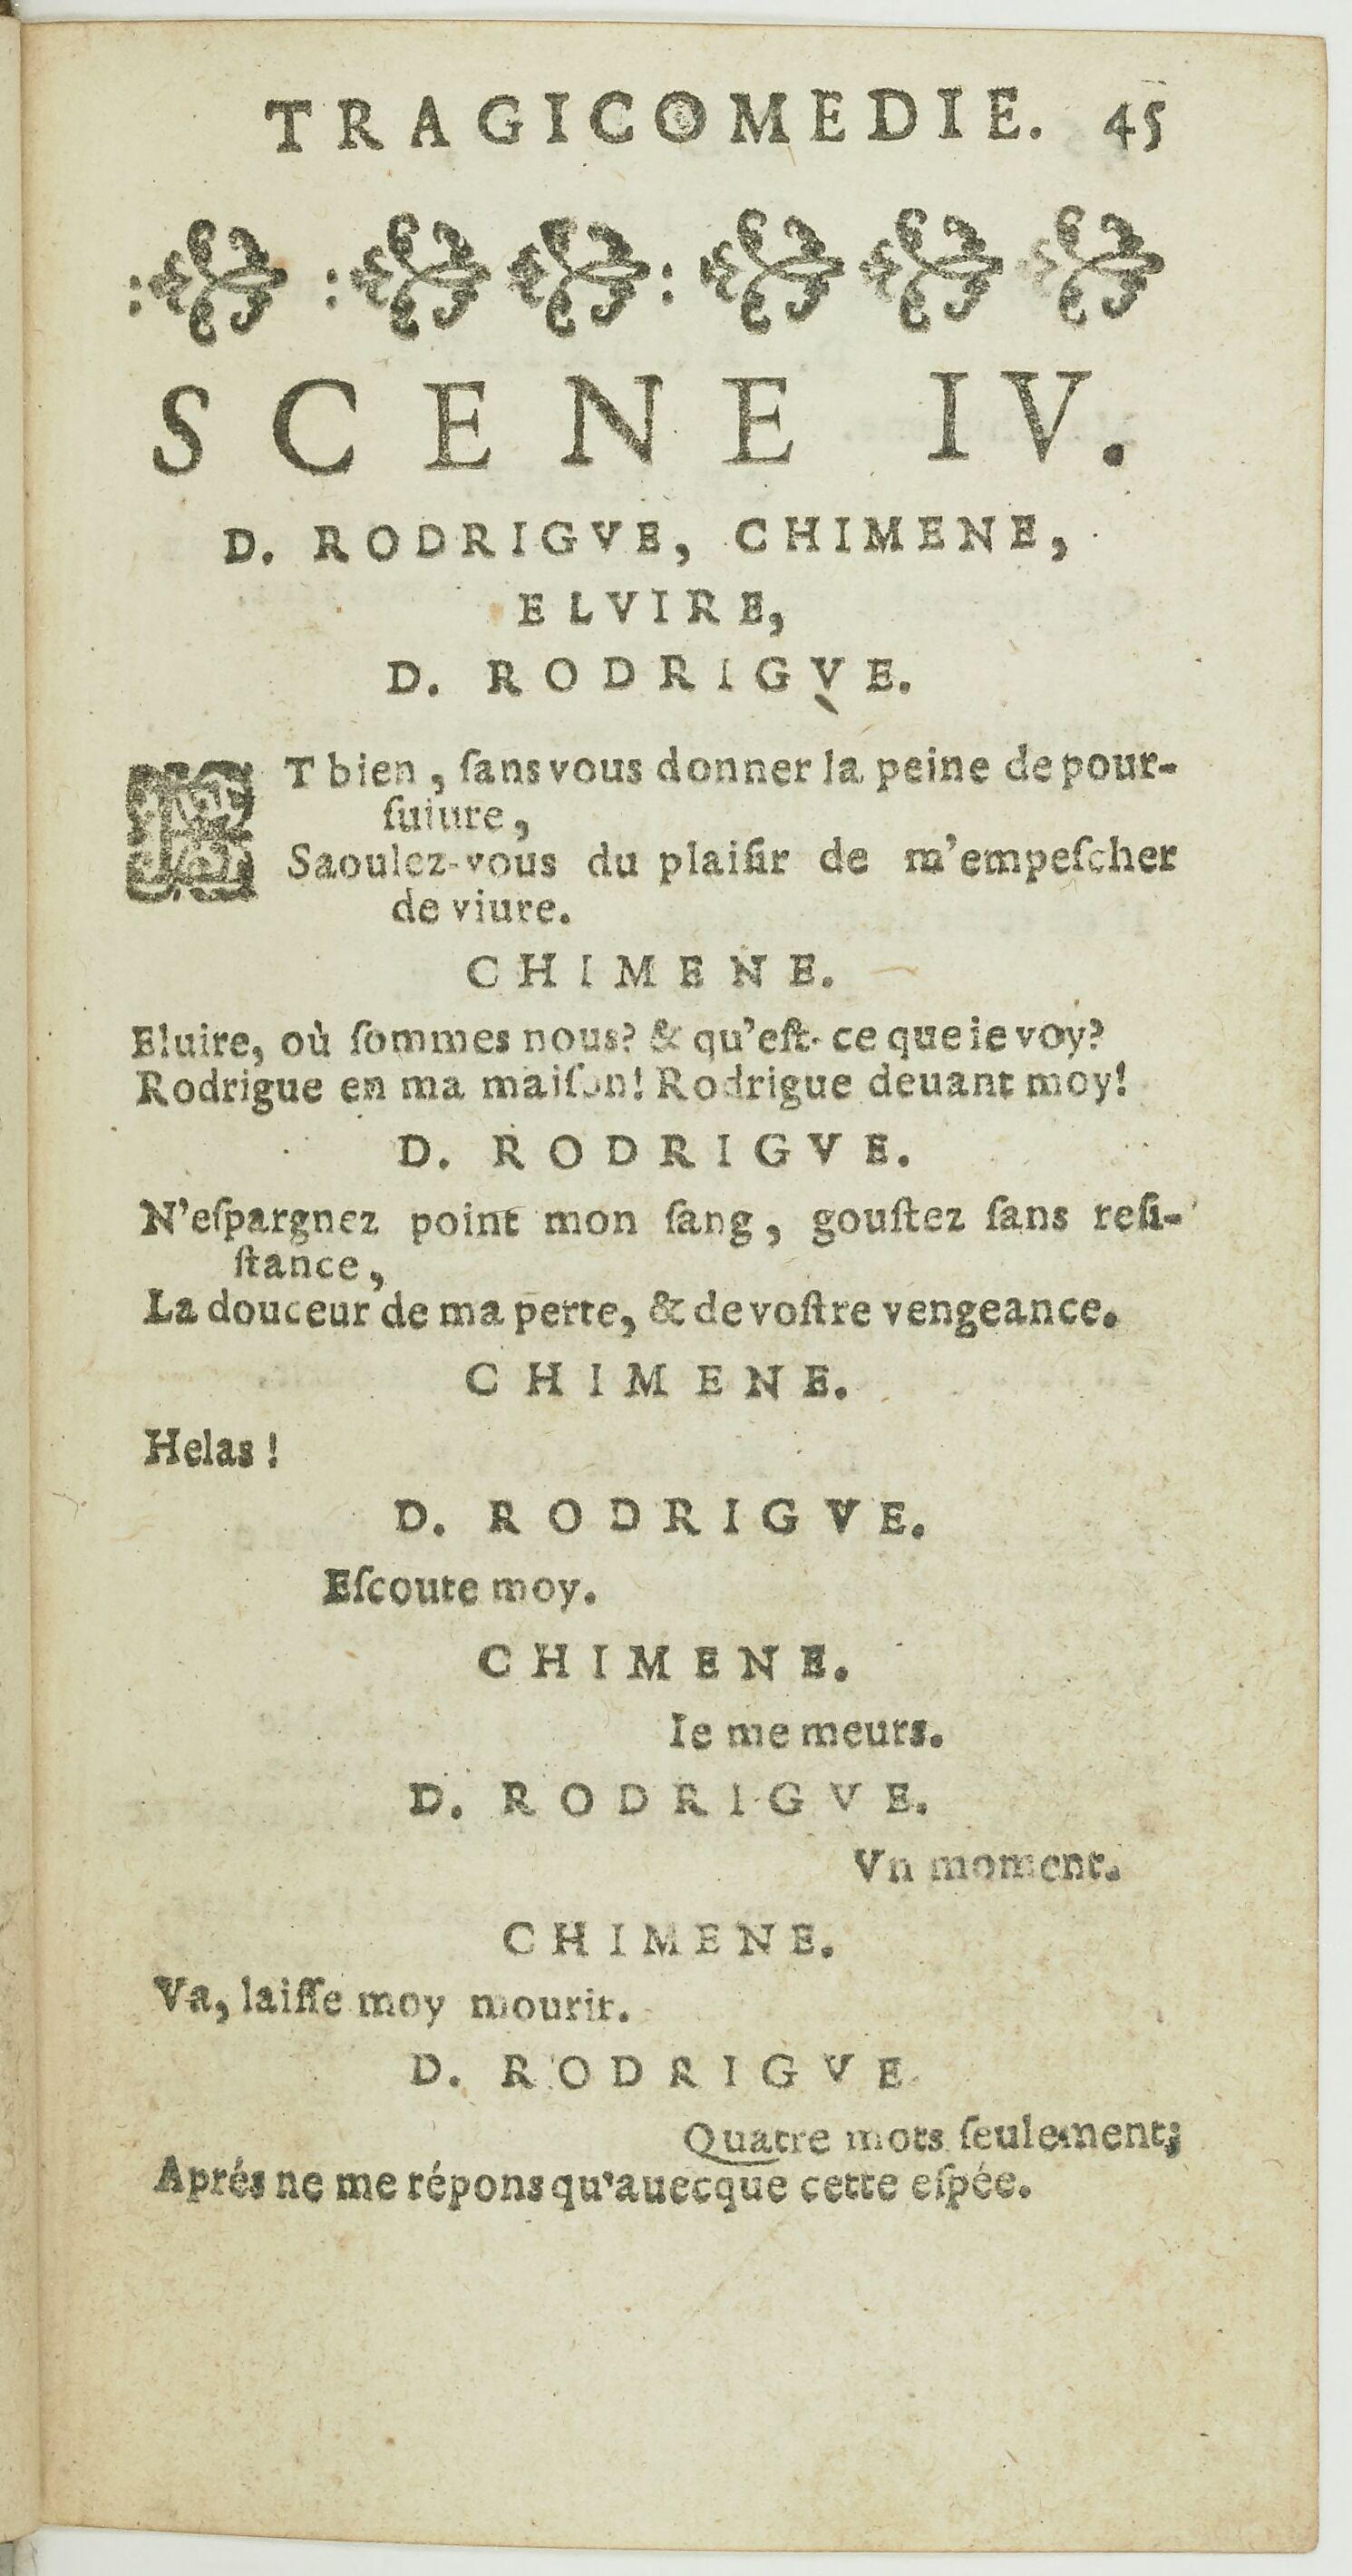 TRAGICOMEDIE. 45
SCENE IV.
D. RODRIGVE, CHIMENE,
ELVIRE,
D. RODRIGVE.
ET bien, ſans vous donner la peine de pour-
ſuiure,
Saoulez-vous du plaiſir de m'empeſcher
de viure.
CHIMENE.
Eluire, où ſommes nous? & qu'eſt-ce que ie voy?
Rodrigue en ma maiſon! Rodrigue deuant moy!
D. RODRIGVE.
N'eſpargnez point mon ſang, gouſtez ſans reſi-
ſtance,
La douceur de ma perte, & de voſtre vengeance.
CHIMENE.
Helas!
D. RODRIGVE.
Eſcoute moy.
CHIMENE.
Ie me meurs.
D. RODRIGVE.
Vn moment.
CHIMENE.
Va, laiſſe moy mourir.
D. RODRIGVE
Quatre mots ſeulement;
Aprés ne me répons qu'auecque cette eſpée.